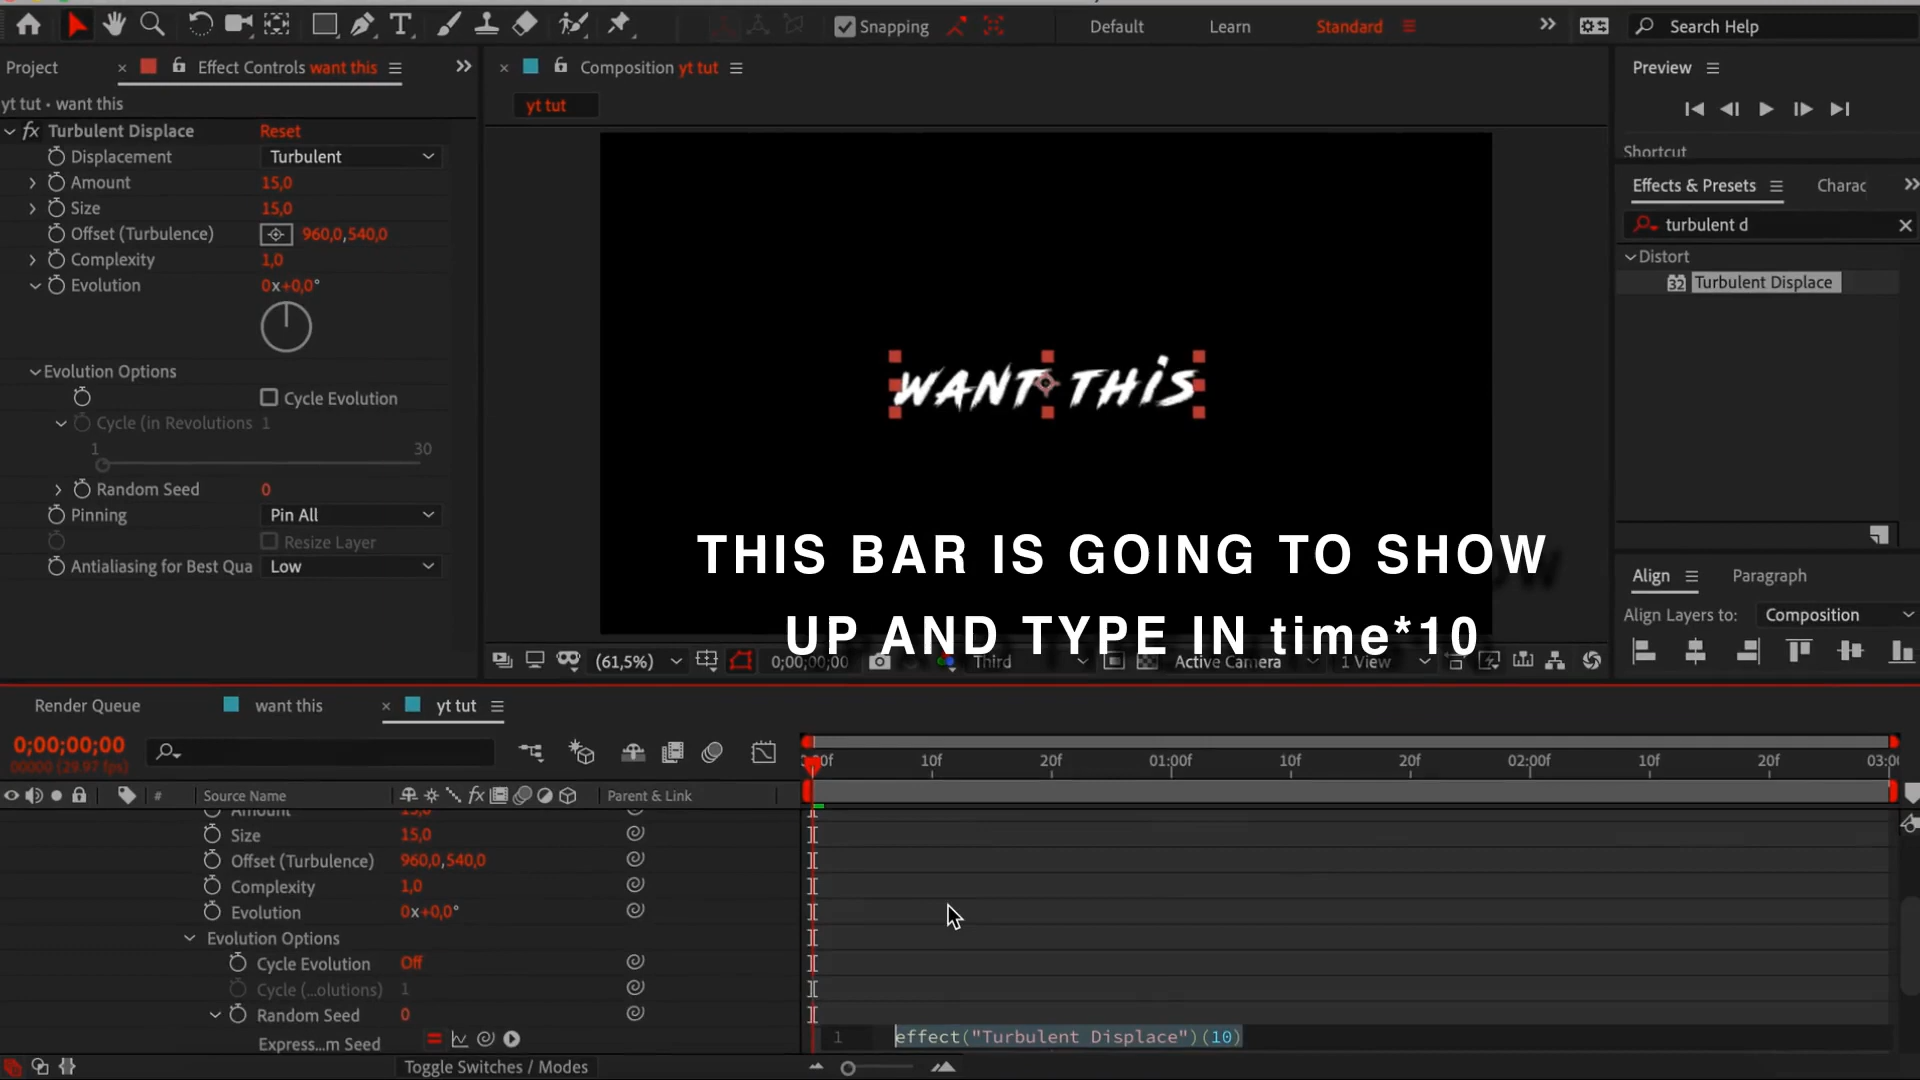 Snapping
Default
Learn
Standard
Search Help
Project
Effect Controls want this
Composition yt tut
Preview
yt tut • want this
yt tut
Turbulent Displace
Reset
Displacement
Turbulent
Amount
15,0
Size
15,0
Offset (Turbulence)
960,0,540,0
Complexity
1,0
Evolution
0x+0,0°
Evolution Options
Cycle Evolution
Cycle (in Revolutions
1
1
30
Random Seed
0
Pinning
Pin All
Resize Layer
Antialiasing for Best Qua
Low
WANT THIS
THIS BAR IS GOING TO SHOW
UP AND TYPE IN time*10
(61,5%)
0;00;00;00
Third
Active Camera
1 View
Shortcut
Effects & Presets
Charac
turbulent d
Distort
32
Turbulent Displace
Align
Paragraph
Align Layers to:
Composition
Render Queue
want this
yt tut
0;00;00;00
00000 (29.97 fps)
10f
20f
01:00f
10f
20f
02:00f
10f
20f
#
Source Name
Parent & Link
Amount
15,0
Size
15,0
Offset (Turbulence)
960,0,540,0
Complexity
1,0
Evolution
0x+0,0°
Evolution Options
Cycle Evolution
Off
Cycle (...olutions)
1
Random Seed
0
Express...m Seed
1
effect("Turbulent Displace")(10)
Toggle Switches / Modes